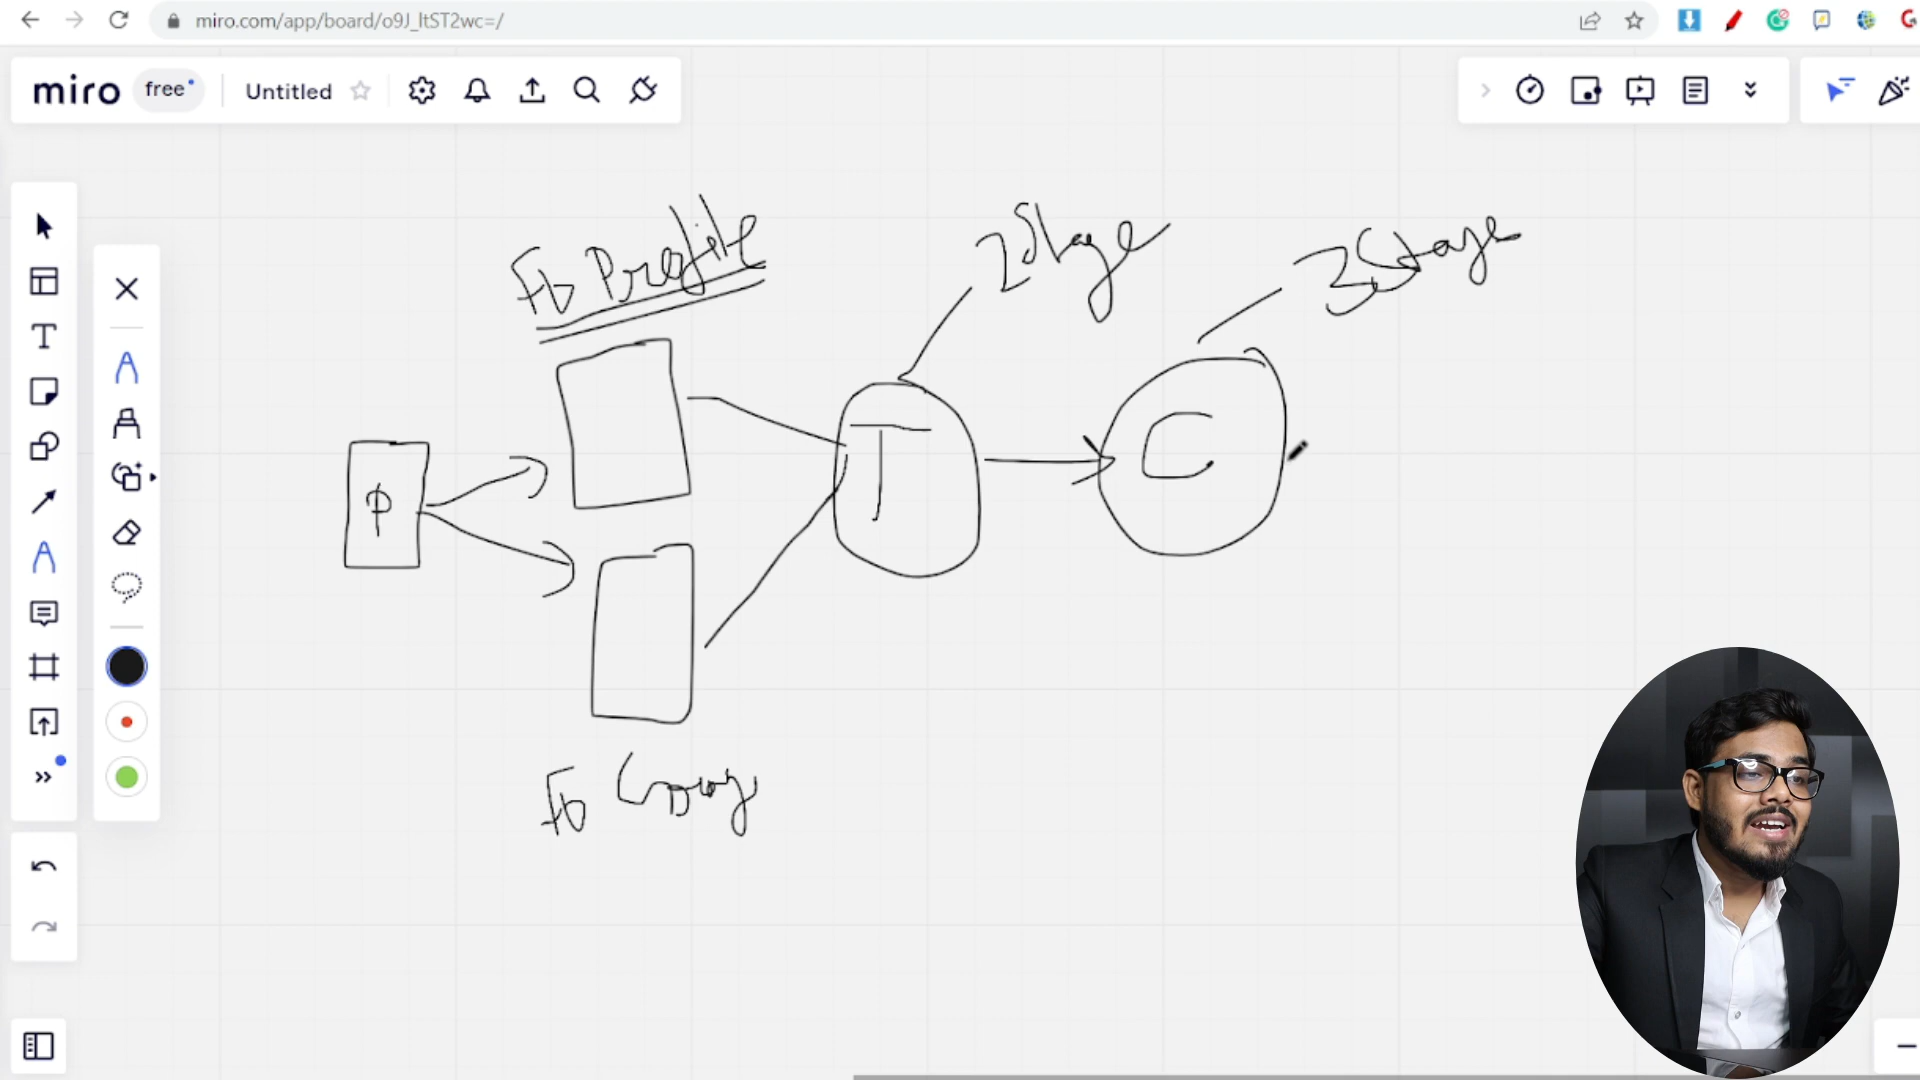 miro.com/app/board/o9J_ltST2wc=/
miro free Untitled
Fb Profile
2 Stage
3 Stage
P
T
C
Fb Group